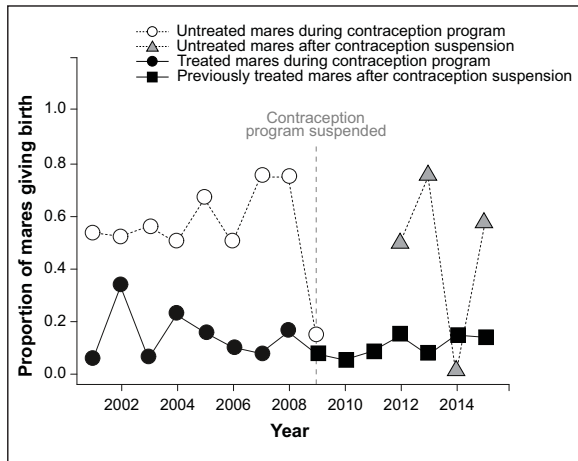 Untreated mares during contraception program
Untreated mares after contraception suspension
Treated mares during contraception program
Previously treated mares after contraception suspension
Contraception
program suspended
Proportion of mares giving birth
1.0
0.8
0.6
0.4
0.2
0.0
2002 2004 2006 2008 2010 2012 2014
Year